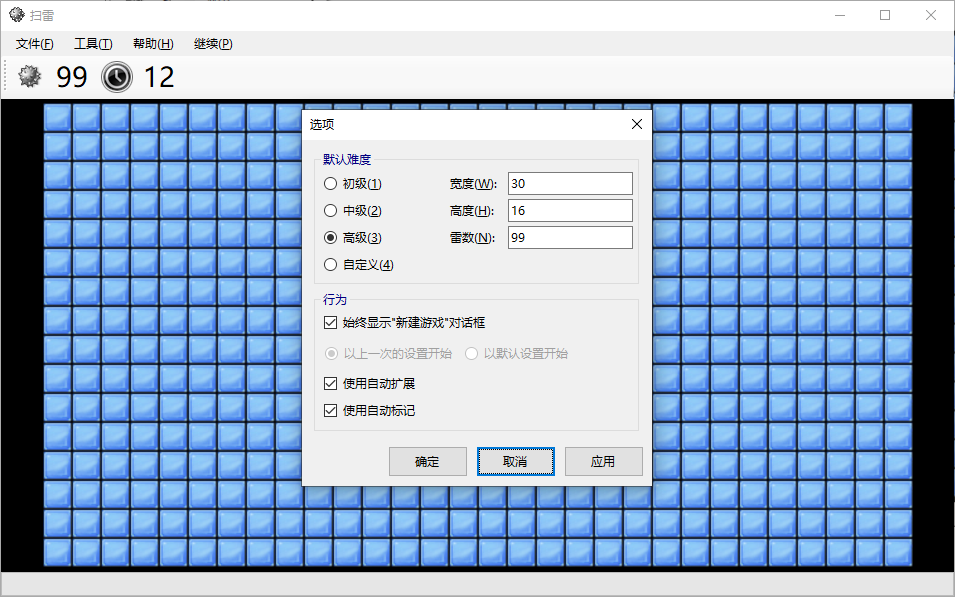 扫雷
文件(F) 工具(T) 帮助(H) 继续(P)
99 12
选项
默认难度
初级(1) 宽度(W): 30
中级(2) 高度(H): 16
高级(3) 雷数(N): 99
自定义(4)
行为
始终显示"新建游戏"对话框
以上一次的设置开始 以默认设置开始
使用自动扩展
使用自动标记
确定 取消 应用